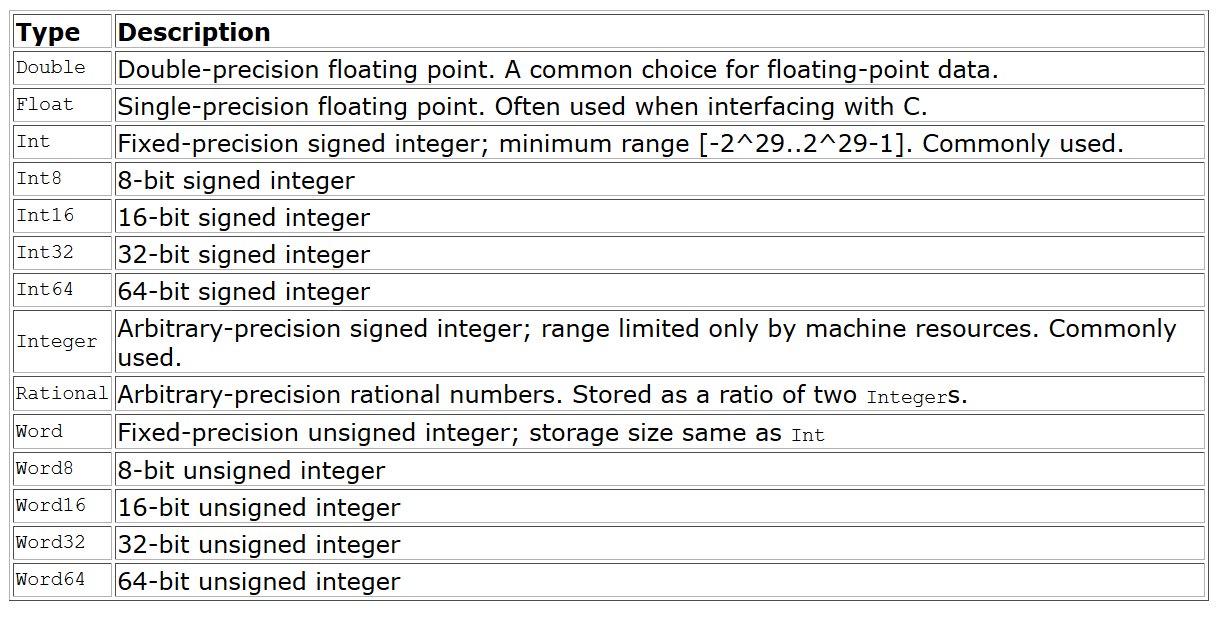 Type Description
Double Double-precision floating point. A common choice for floating-point data.
Float Single-precision floating point. Often used when interfacing with C.
Int Fixed-precision signed integer; minimum range [-2^29..2^29-1]. Commonly used.
Int8 8-bit signed integer
Int16 16-bit signed integer
Int32 32-bit signed integer
Int64 64-bit signed integer
Integer Arbitrary-precision signed integer; range limited only by machine resources. Commonly
used.
Rational Arbitrary-precision rational numbers. Stored as a ratio of two Integers.
Word Fixed-precision unsigned integer; storage size same as Int
Word8 8-bit unsigned integer
Word16 16-bit unsigned integer
Word32 32-bit unsigned integer
Word64 64-bit unsigned integer